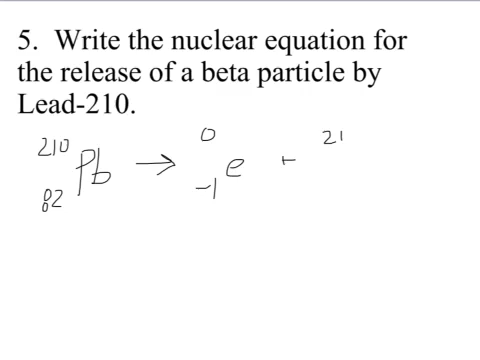 5. Write the nuclear equation for
the release of a beta particle by
Lead-210.
210 0 21
Pb → e +
82 -1